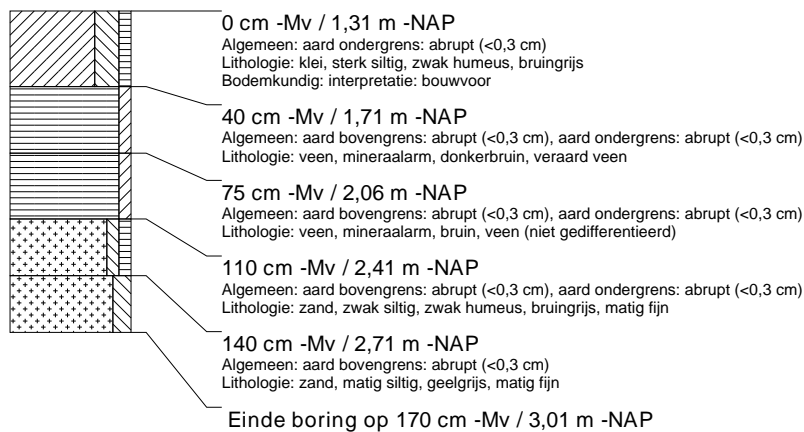 0 cm -Mv / 1,31 m -NAP
Algemeen: aard ondergrens: abrupt (<0,3 cm)
Lithologie: klei, sterk siltig, zwak humeus, bruingrijs
Bodemkundig: interpretatie: bouwvoor
40 cm -Mv / 1,71 m -NAP
Algemeen: aard bovengrens: abrupt (<0,3 cm), aard ondergrens: abrupt (<0,3 cm)
Lithologie: veen, mineraalarm, donkerbruin, veraard veen
75 cm -Mv / 2,06 m -NAP
Algemeen: aard bovengrens: abrupt (<0,3 cm), aard ondergrens: abrupt (<0,3 cm)
Lithologie: veen, mineraalarm, bruin, veen (niet gedifferentieerd)
110 cm -Mv / 2,41 m -NAP
Algemeen: aard bovengrens: abrupt (<0,3 cm), aard ondergrens: abrupt (<0,3 cm)
Lithologie: zand, zwak siltig, zwak humeus, bruingrijs, matig fijn
140 cm -Mv / 2,71 m -NAP
Algemeen: aard bovengrens: abrupt (<0,3 cm)
Lithologie: zand, matig siltig, geelgrijs, matig fijn
Einde boring op 170 cm -Mv / 3,01 m -NAP